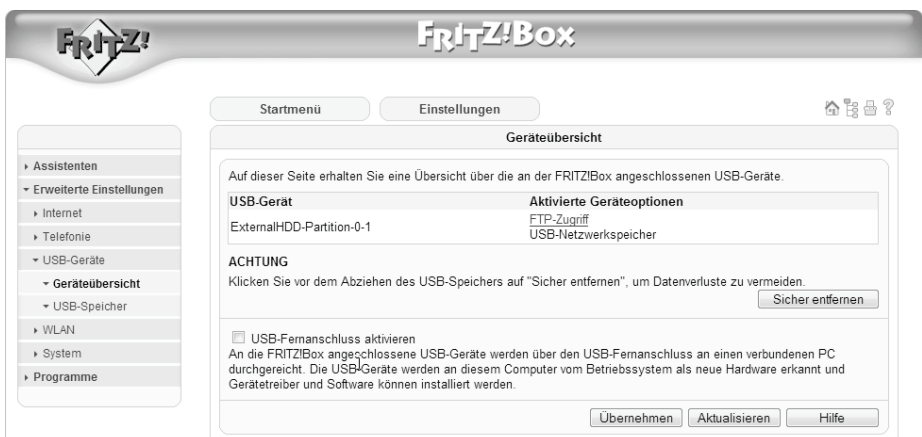 FRITZ!
FRITZ!Box
Startmenü
Einstellungen
Geräteübersicht
Assistenten
Erweiterte Einstellungen
Internet
Telefonie
USB-Geräte
Geräteübersicht
USB-Speicher
WLAN
System
Programme
Auf dieser Seite erhalten Sie eine Übersicht über die an der FRITZ!Box angeschlossenen USB-Geräte.
USB-Gerät Aktivierte Geräteoptionen
ExternalHDD-Partition-0-1
FTP-Zugriff
USB-Netzwerkspeicher
ACHTUNG
Klicken Sie vor dem Abziehen des USB-Speichers auf "Sicher entfernen", um Datenverluste zu vermeiden.
Sicher entfernen
USB-Fernanschluss aktivieren
An die FRITZ!Box angeschlossene USB-Geräte werden über den USB-Fernanschluss an einen verbundenen PC
durchgereicht. Die USB-Geräte werden an diesem Computer vom Betriebssystem als neue Hardware erkannt und
Gerätetreiber und Software können installiert werden.
Übernehmen
Aktualisieren
Hilfe